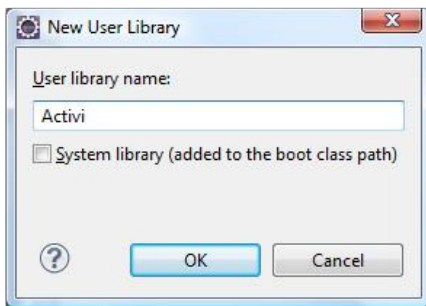 New User Library
User library name:
Activi
System library (added to the boot class path)
?
OK Cancel